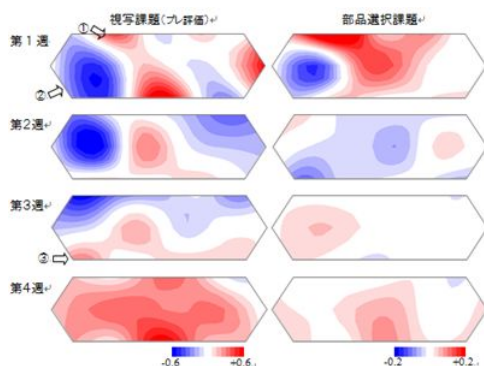 視写課題(プレ評価) 部品選択課題
① 第1週
②
第2週
第3週
③
第4週
-0.6 +0.6 -0.2 +0.2